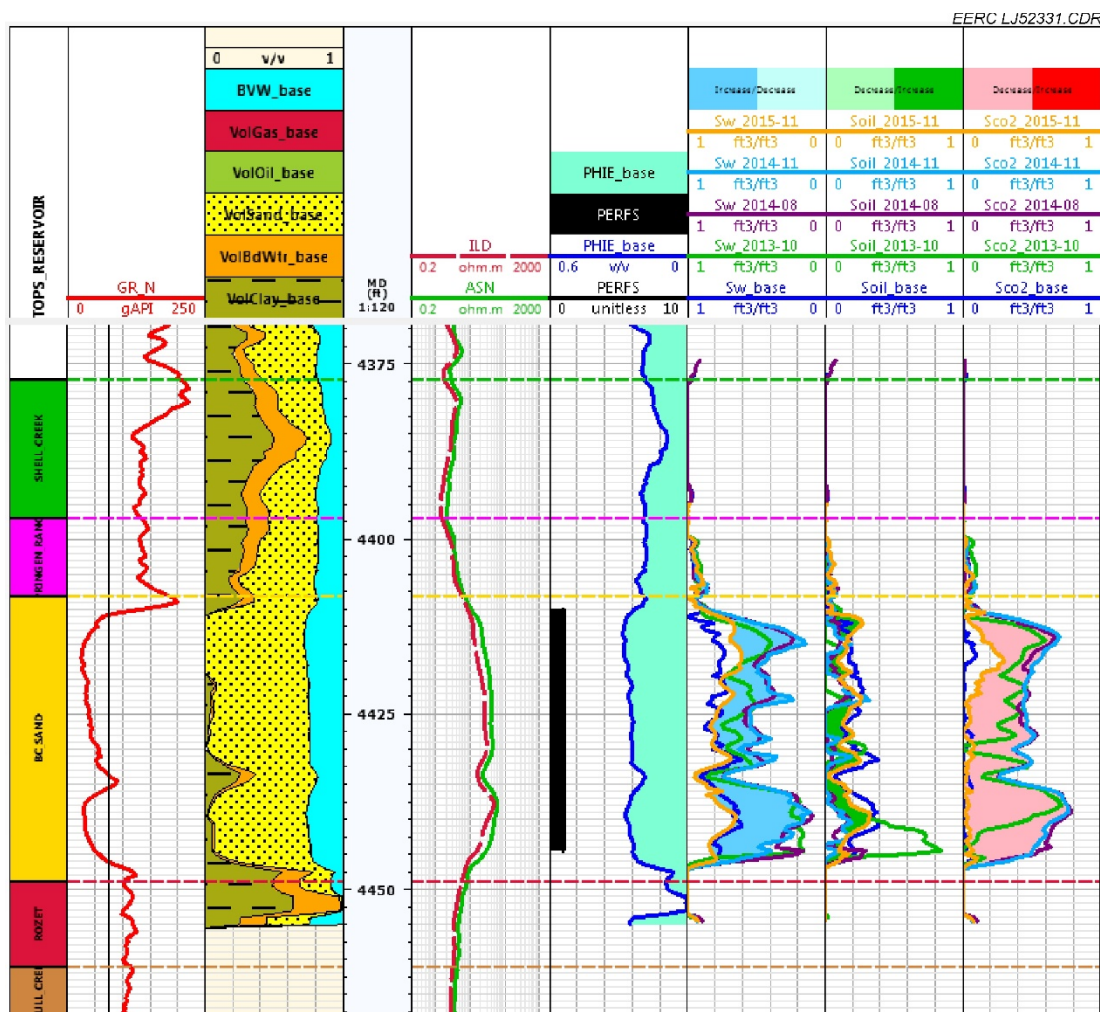 EERC LJ52331.CDR
0 v/v 1
BVW_base
VolGas_base
VolOil_base
VolSand_base
VolBdWtr_base
VolClay_base
TOPS_RESERVOIR
GR_N
0 gAPI 250
MD
(ft)
1:120
ILD
0.2 ohm.m 2000
ASN
0.2 ohm.m 2000
PHIE_base
PERFS
PHIE_base
0.6 v/v 0
PERFS
0 unitless 10
Increase/Decrease
Sw_2015-11
1 ft3/ft3 0
Sw_2014-11
1 ft3/ft3 0
Sw_2014-08
1 ft3/ft3 0
Sw_2013-10
1 ft3/ft3 0
Sw_base
1 ft3/ft3 0
Decrease/Increase
Soil_2015-11
0 ft3/ft3 1
Soil_2014-11
0 ft3/ft3 1
Soil_2014-08
0 ft3/ft3 1
Soil_2013-10
0 ft3/ft3 1
Soil_base
0 ft3/ft3 1
Decrease/Increase
Sco2_2015-11
0 ft3/ft3 1
Sco2_2014-11
0 ft3/ft3 1
Sco2_2014-08
0 ft3/ft3 1
Sco2_2013-10
0 ft3/ft3 1
Sco2_base
0 ft3/ft3 1
SHELL CREEK
BC SAND
ROZET
4375
4400
4425
4450